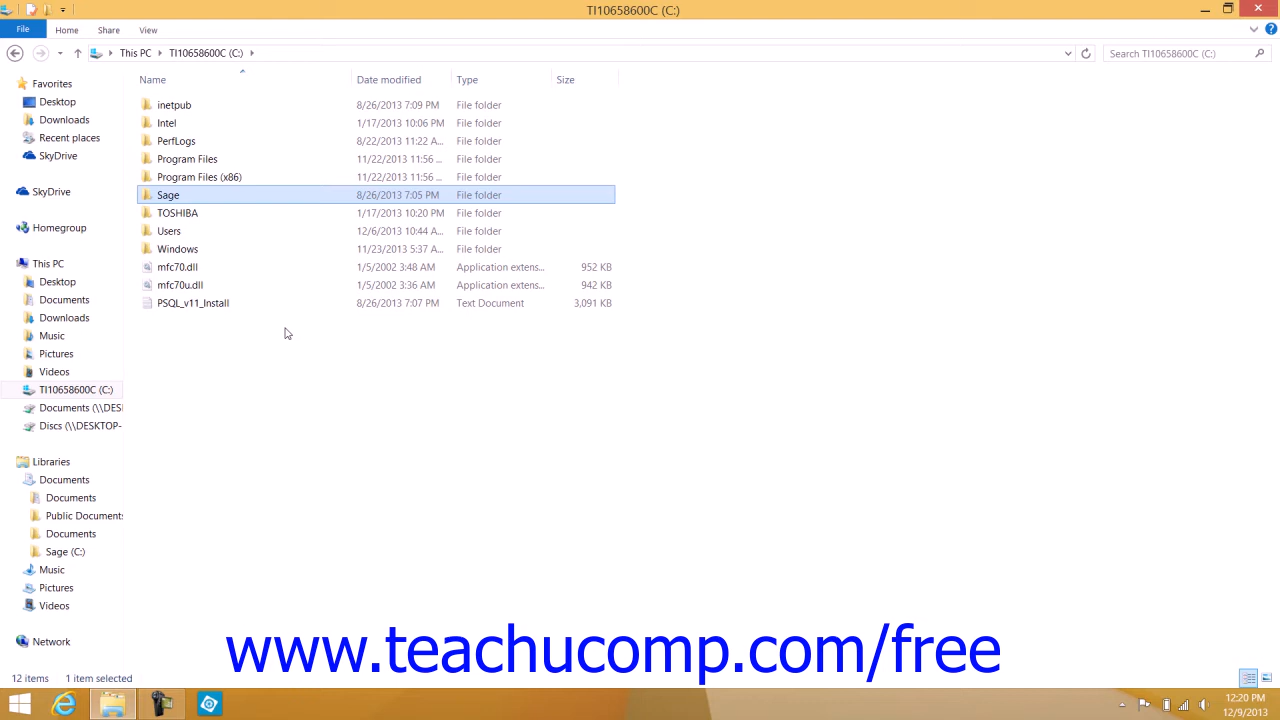 TI10658600C (C:)
File Home Share View
This PC TI10658600C (C:) Search TI10658600C (C:)
Name Date modified Type Size
inetpub 8/26/2013 7:09 PM File folder
Intel 1/17/2013 10:06 PM File folder
PerfLogs 8/22/2013 11:22 A... File folder
Program Files 11/22/2013 11:56 ... File folder
Program Files (x86) 11/22/2013 11:56 ... File folder
Sage 8/26/2013 7:05 PM File folder
TOSHIBA 1/17/2013 10:20 PM File folder
Users 12/6/2013 10:44 A... File folder
Windows 11/23/2013 5:37 A... File folder
mfc70.dll 1/5/2002 3:48 AM Application extens... 952 KB
mfc70u.dll 1/5/2002 3:36 AM Application extens... 942 KB
PSQL_v11_Install 8/26/2013 7:07 PM Text Document 3,091 KB
Favorites
Desktop
Downloads
Recent places
SkyDrive
SkyDrive
Homegroup
This PC
Desktop
Documents
Downloads
Music
Pictures
Videos
TI10658600C (C:)
Documents (\\DES
Discs (\\DESKTOP-
Libraries
Documents
Documents
Public Document
Documents
Sage (C:)
Music
Pictures
Videos
Network
www.teachucomp.com/free
12 items 1 item selected
12:20 PM
12/9/2013